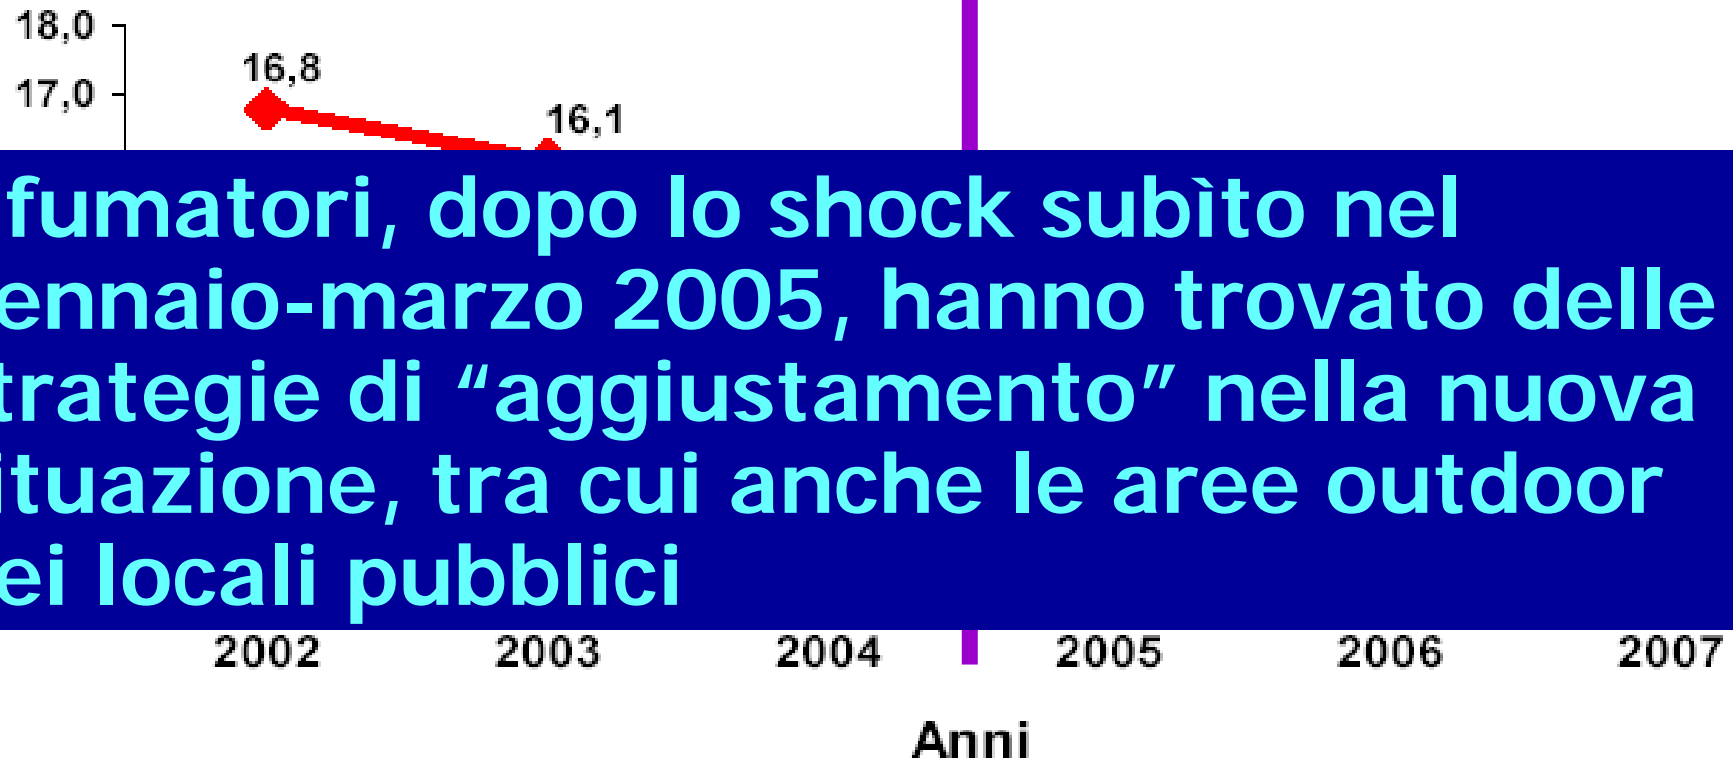 18,0
16,8
17,0
16,1
fumatori, dopo lo shock subìto nel
ennaio-marzo 2005, hanno trovato delle
trategie di “aggiustamento” nella nuova
ituazione, tra cui anche le aree outdoor
ei locali pubblici
2002 2003 2004 2005 2006 2007
Anni